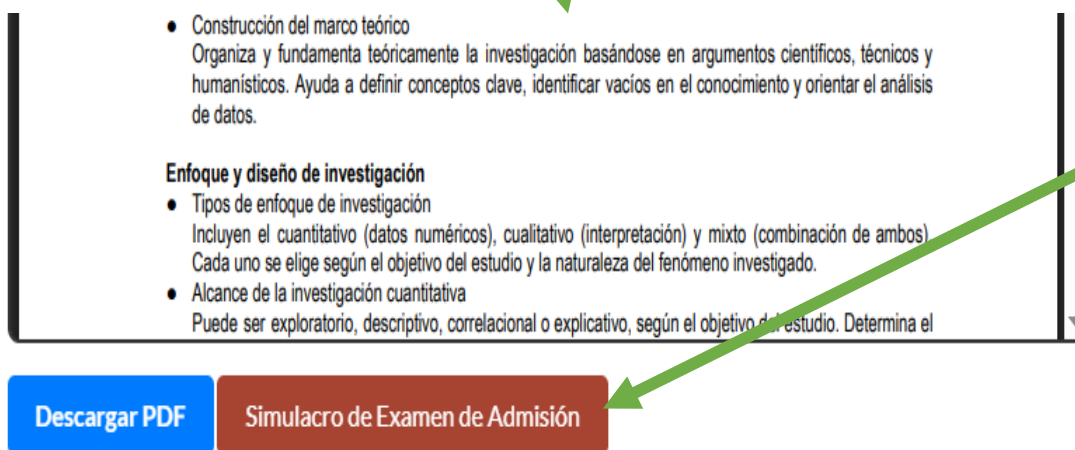 ● Construcción del marco teórico
Organiza y fundamenta teóricamente la investigación basándose en argumentos científicos, técnicos y
humanísticos. Ayuda a definir conceptos clave, identificar vacíos en el conocimiento y orientar el análisis
de datos.
Enfoque y diseño de investigación
● Tipos de enfoque de investigación
Incluyen el cuantitativo (datos numéricos), cualitativo (interpretación) y mixto (combinación de ambos).
Cada uno se elige según el objetivo del estudio y la naturaleza del fenómeno investigado.
● Alcance de la investigación cuantitativa
Puede ser exploratorio, descriptivo, correlacional o explicativo, según el objetivo del estudio. Determina el
Descargar PDF
Simulacro de Examen de Admisión